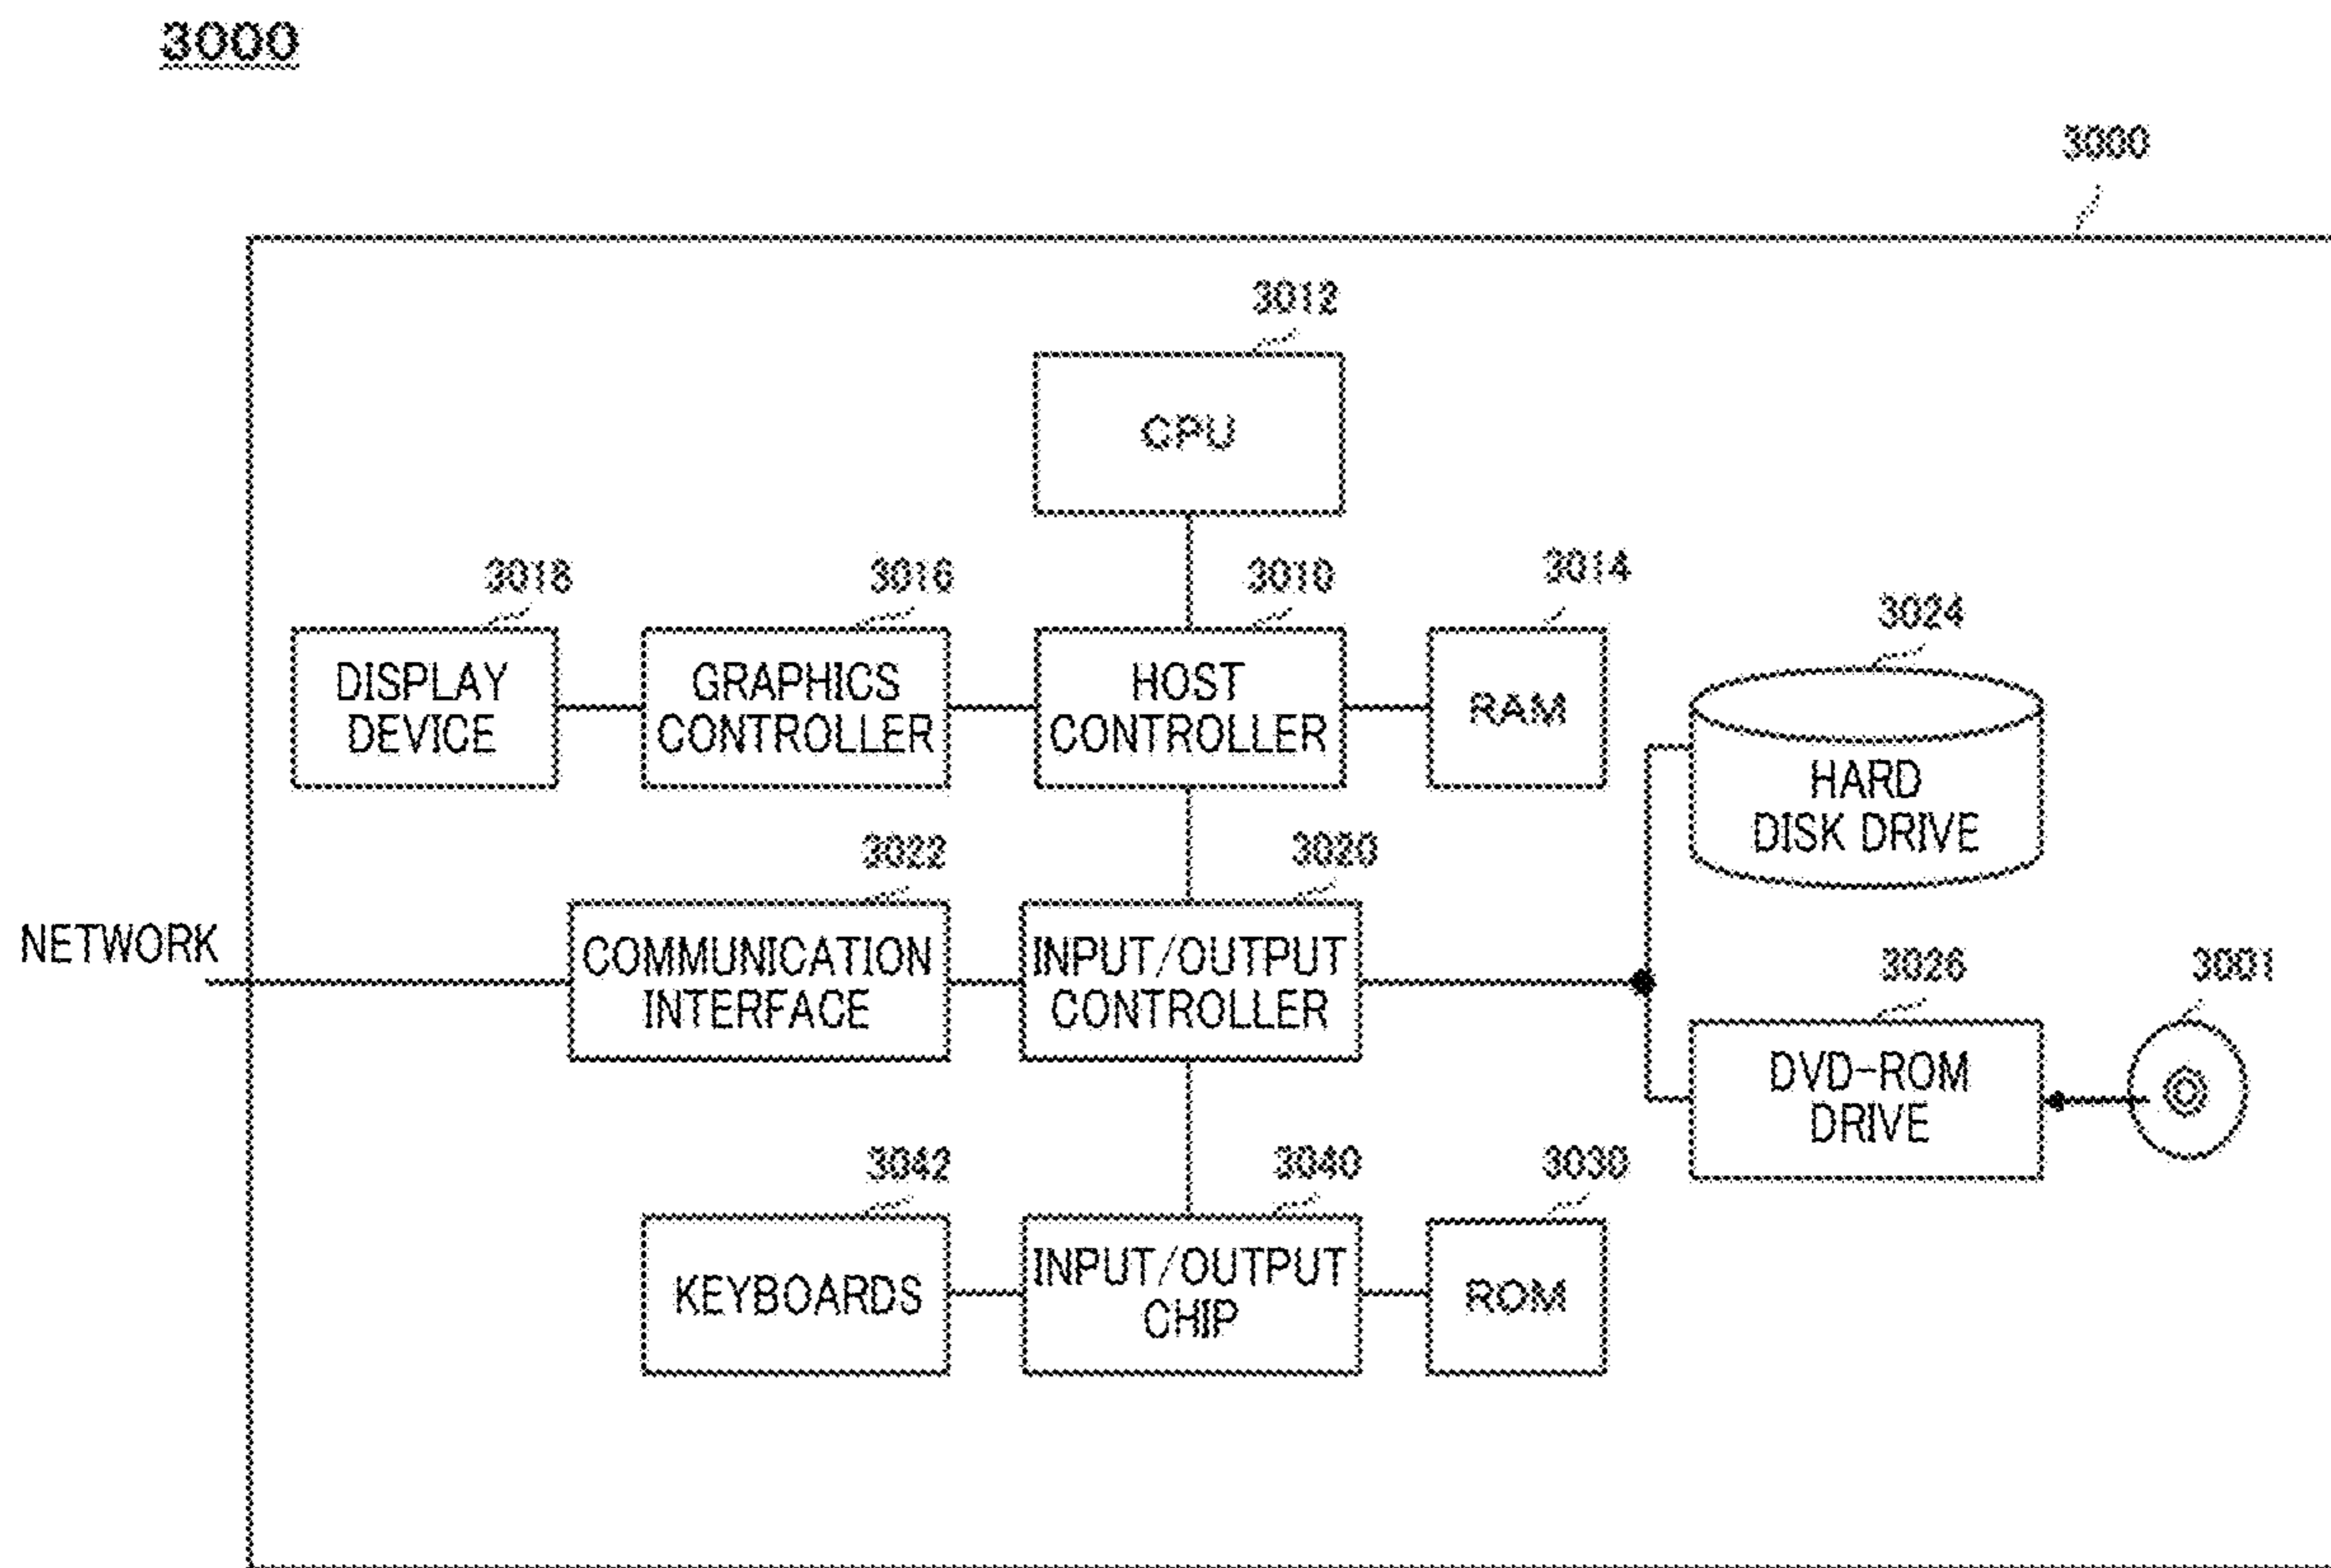 3000
3000
3012
CPU
3018
3016
3010
3014
3024
DISPLAY
DEVICE
GRAPHICS
CONTROLLER
HOST
CONTROLLER
RAM
HARD
DISK DRIVE
3022
3020
NETWORK
COMMUNICATION
INTERFACE
INPUT/OUTPUT
CONTROLLER
3026
3001
DVD-ROM
DRIVE
3042
3040
3030
KEYBOARDS
INPUT/OUTPUT
CHIP
ROM